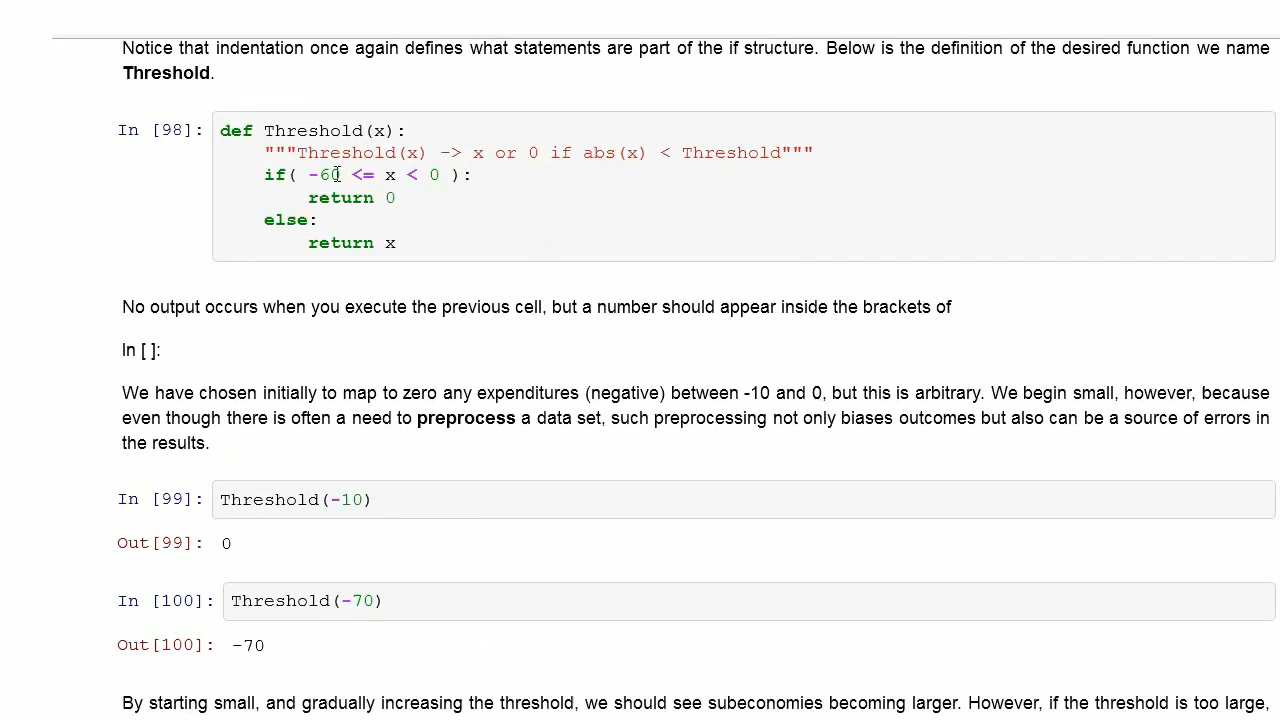 Notice that indentation once again defines what statements are part of the if structure. Below is the definition of the desired function we name
Threshold.
In [98]: def Threshold(x):
"""Threshold(x) -> x or 0 if abs(x) < Threshold"""
if( -60 <= x < 0 ):
return 0
else:
return x
No output occurs when you execute the previous cell, but a number should appear inside the brackets of
In [ ]:
We have chosen initially to map to zero any expenditures (negative) between -10 and 0, but this is arbitrary. We begin small, however, because
even though there is often a need to preprocess a data set, such preprocessing not only biases outcomes but also can be a source of errors in
the results.
In [99]: Threshold(-10)
Out[99]: 0
In [100]: Threshold(-70)
Out[100]: -70
By starting small, and gradually increasing the threshold, we should see subeconomies becoming larger. However, if the threshold is too large,